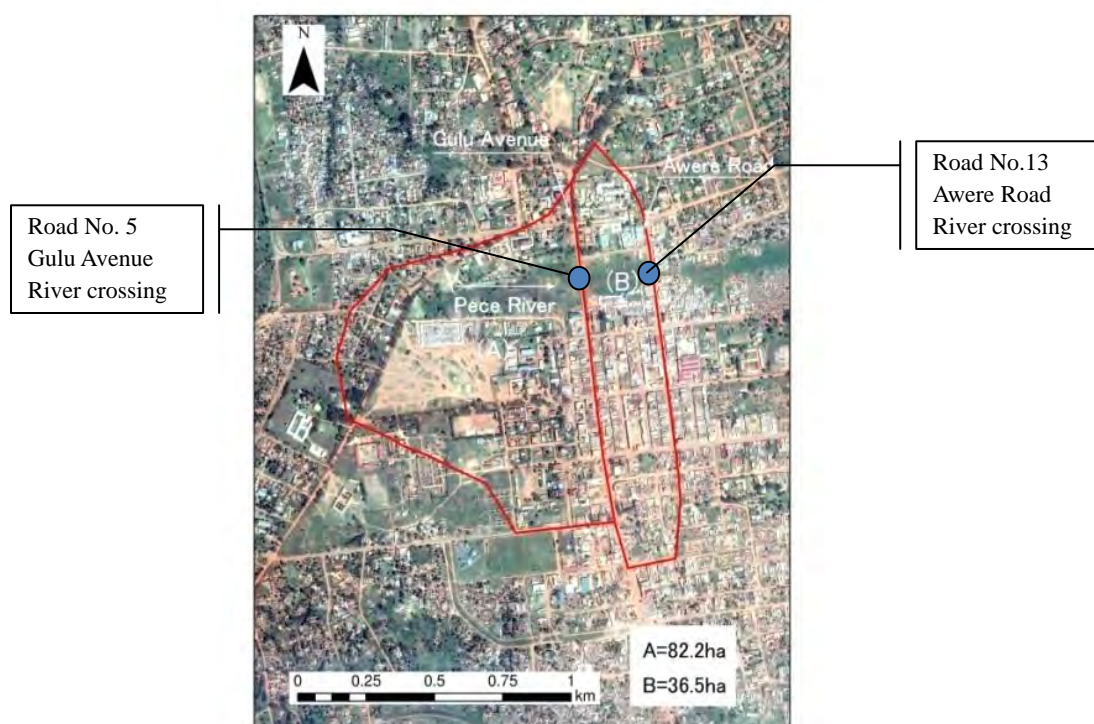 N
Gulu Avenue
Awere Road
Road No.13
Awere Road
River crossing
Road No. 5
Gulu Avenue
River crossing
(B)
Pece River
A
A=82.2ha
B=36.5ha
0 0.25 0.5 0.75 1
km